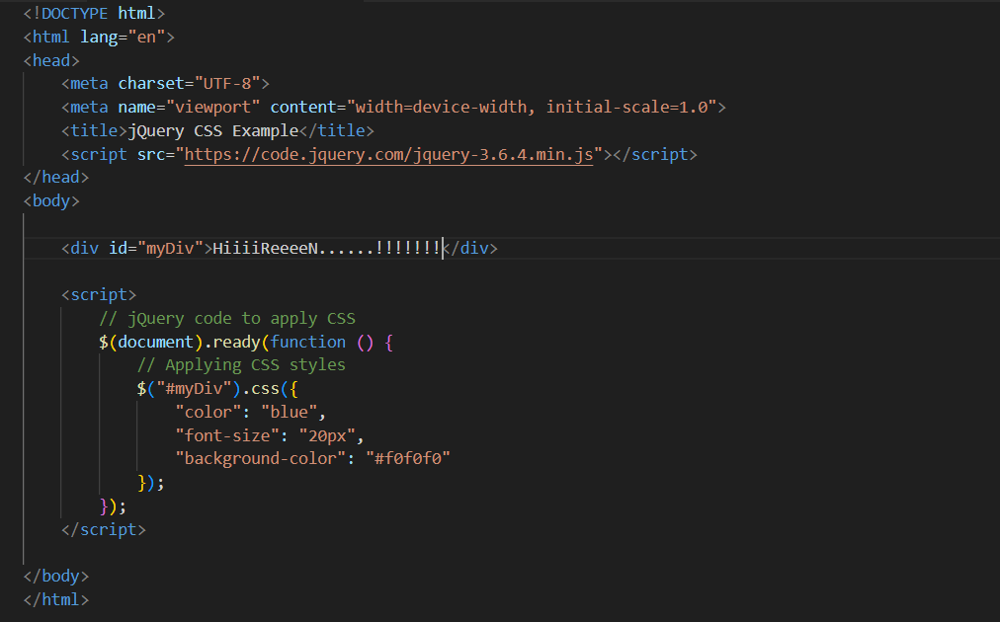 <!DOCTYPE html>
<html lang="en">
<head>
    <meta charset="UTF-8">
    <meta name="viewport" content="width=device-width, initial-scale=1.0">
    <title>jQuery CSS Example</title>
    <script src="https://code.jquery.com/jquery-3.6.4.min.js"></script>
</head>
<body>
    <div id="myDiv">HiiiiReeeeN......!!!!!!!</div>
    <script>
        // jQuery code to apply CSS
        $(document).ready(function () {
            // Applying CSS styles
            $("#myDiv").css({
                "color": "blue",
                "font-size": "20px",
                "background-color": "#f0f0f0"
            });
        });
    </script>
</body>
</html>